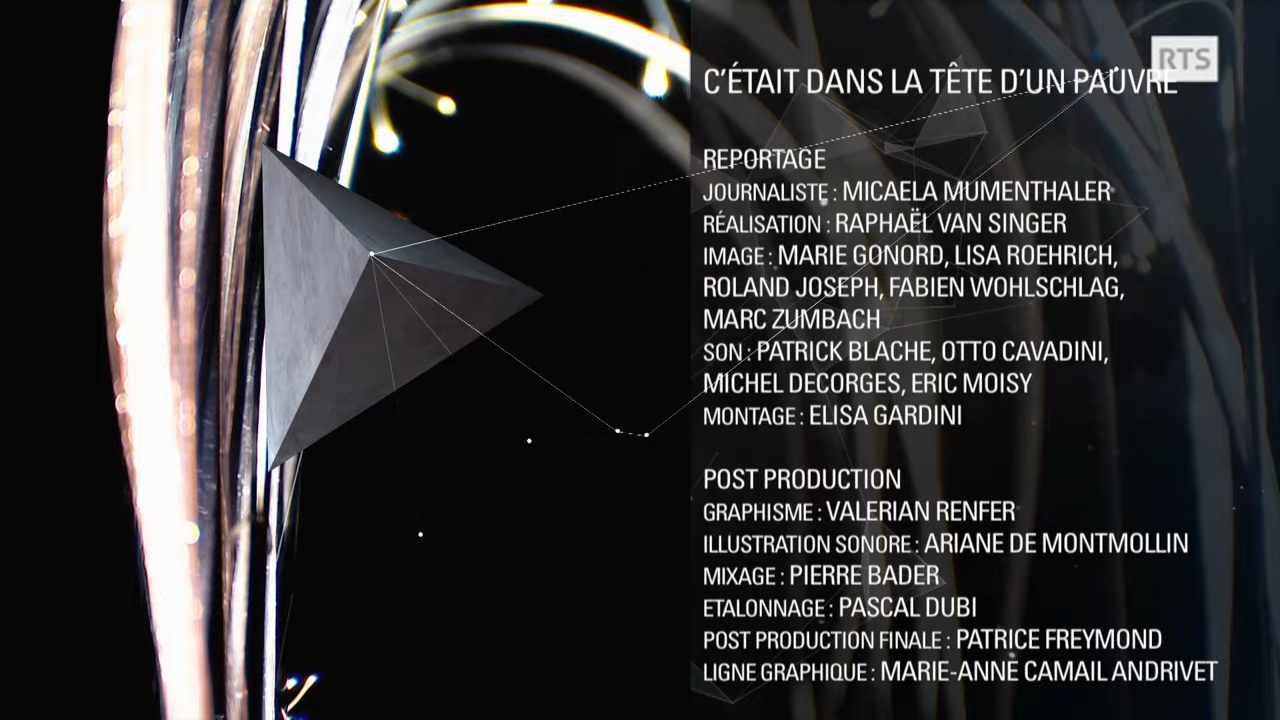 RTS
C'ÉTAIT DANS LA TÊTE D'UN PAUVRE
REPORTAGE
JOURNALISTE : MICAELA MUMENTHALER
RÉALISATION : RAPHAËL VAN SINGER
IMAGE : MARIE GONORD, LISA ROEHRICH,
ROLAND JOSEPH, FABIEN WOHLSCHLAG,
MARC ZUMBACH
SON : PATRICK BLACHE, OTTO CAVADINI,
MICHEL DECORGES, ERIC MOISY
MONTAGE : ELISA GARDINI
POST PRODUCTION
GRAPHISME : VALERIAN RENFER
ILLUSTRATION SONORE : ARIANE DE MONTMOLLIN
MIXAGE : PIERRE BADER
ETALONNAGE : PASCAL DUBI
POST PRODUCTION FINALE : PATRICE FREYMOND
LIGNE GRAPHIQUE : MARIE-ANNE CAMAIL ANDRIVET